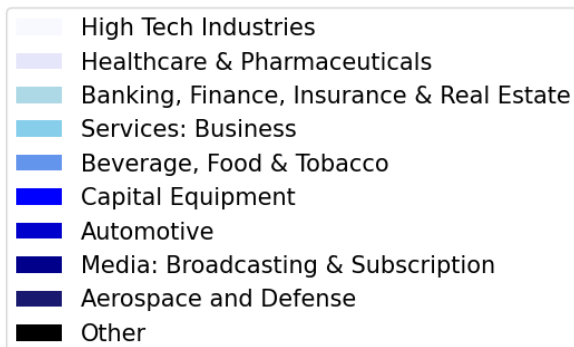 High Tech Industries
Healthcare & Pharmaceuticals
Banking, Finance, Insurance & Real Estate
Services: Business
Beverage, Food & Tobacco
Capital Equipment
Automotive
Media: Broadcasting & Subscription
Aerospace and Defense
Other